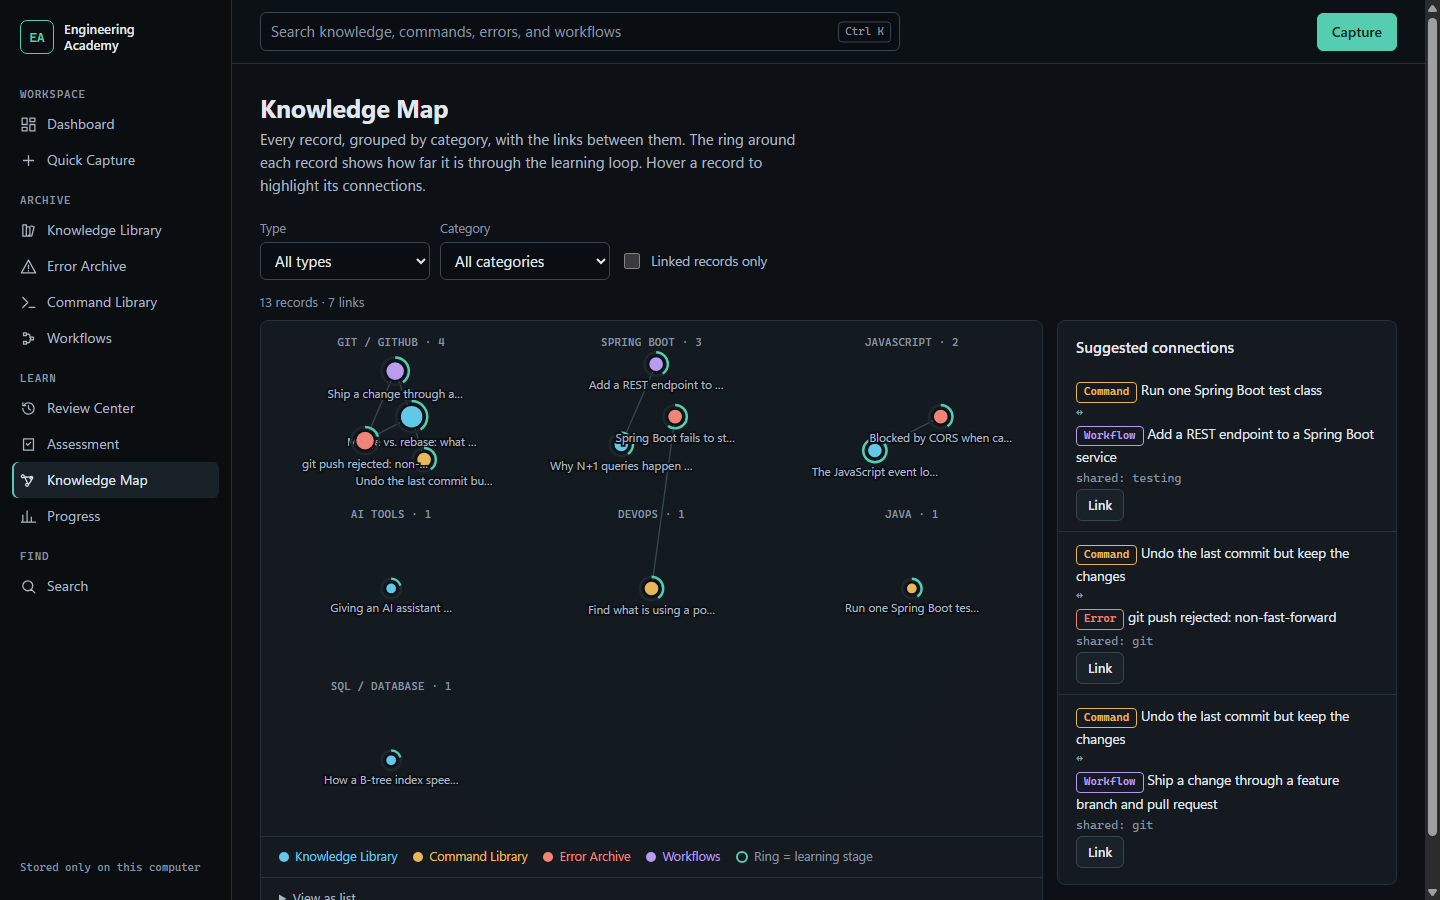 EA
Engineering
Academy
Search knowledge, commands, errors, and workflows
Ctrl K
Capture
WORKSPACE
Dashboard
Quick Capture
ARCHIVE
Knowledge Library
Error Archive
Command Library
Workflows
LEARN
Review Center
Assessment
Knowledge Map
Progress
FIND
Search
Stored only on this computer
Knowledge Map
Every record, grouped by category, with the links between them. The ring around
each record shows how far it is through the learning loop. Hover a record to
highlight its connections.
Type
Category
All types
All categories
Linked records only
13 records · 7 links
GIT / GITHUB · 4
SPRING BOOT · 3
JAVASCRIPT · 2
Ship a change through a...
vs. rebase: what ...
git push rejected: non-...
Undo the last commit bu...
Add a REST endpoint to ...
Spring Boot fails to st...
Why N+1 queries happen ...
Blocked by CORS when ca...
The JavaScript event lo...
AI TOOLS · 1
DEVOPS · 1
JAVA · 1
Giving an AI assistant ...
Find what is using a po...
Run one Spring Boot tes...
SQL / DATABASE · 1
How a B-tree index spee...
Knowledge Library
Command Library
Error Archive
Workflows
Ring = learning stage
View as list
Suggested connections
Command Run one Spring Boot test class
↔
Workflow Add a REST endpoint to a Spring Boot
service
shared: testing
Link
Command Undo the last commit but keep the
changes
↔
Error git push rejected: non-fast-forward
shared: git
Link
Command Undo the last commit but keep the
changes
↔
Workflow Ship a change through a feature
branch and pull request
shared: git
Link